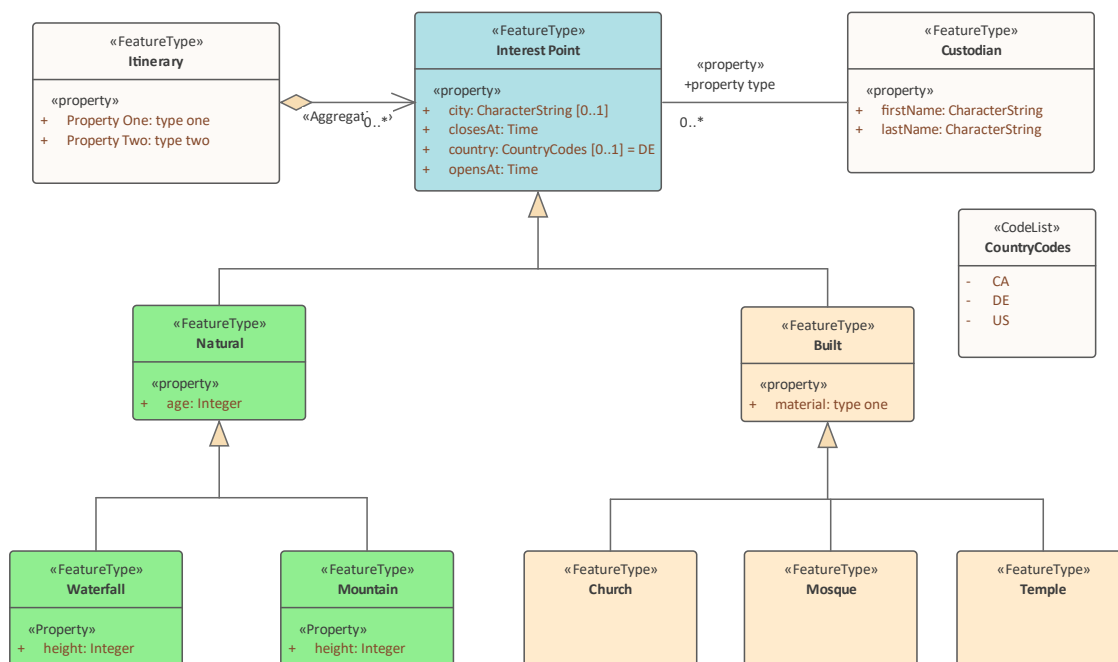 «FeatureType»
Itinerary
«property»
+ Property One: type one
+ Property Two: type two
0..*
«FeatureType»
Interest Point
«property»
+ city: CharacterString [0..1]
+ closesAt: Time
+ country: CountryCodes [0..1] = DE
+ opensAt: Time
«property»
+property type
0..*
«FeatureType»
Custodian
«property»
+ firstName: CharacterString
+ lastName: CharacterString
«CodeList»
CountryCodes
- CA
- DE
- US
«FeatureType»
Natural
«property»
+ age: Integer
«FeatureType»
Built
«property»
+ material: type one
«FeatureType»
Waterfall
«Property»
+ height: Integer
«FeatureType»
Mountain
«Property»
+ height: Integer
«FeatureType»
Church
«FeatureType»
Mosque
«FeatureType»
Temple